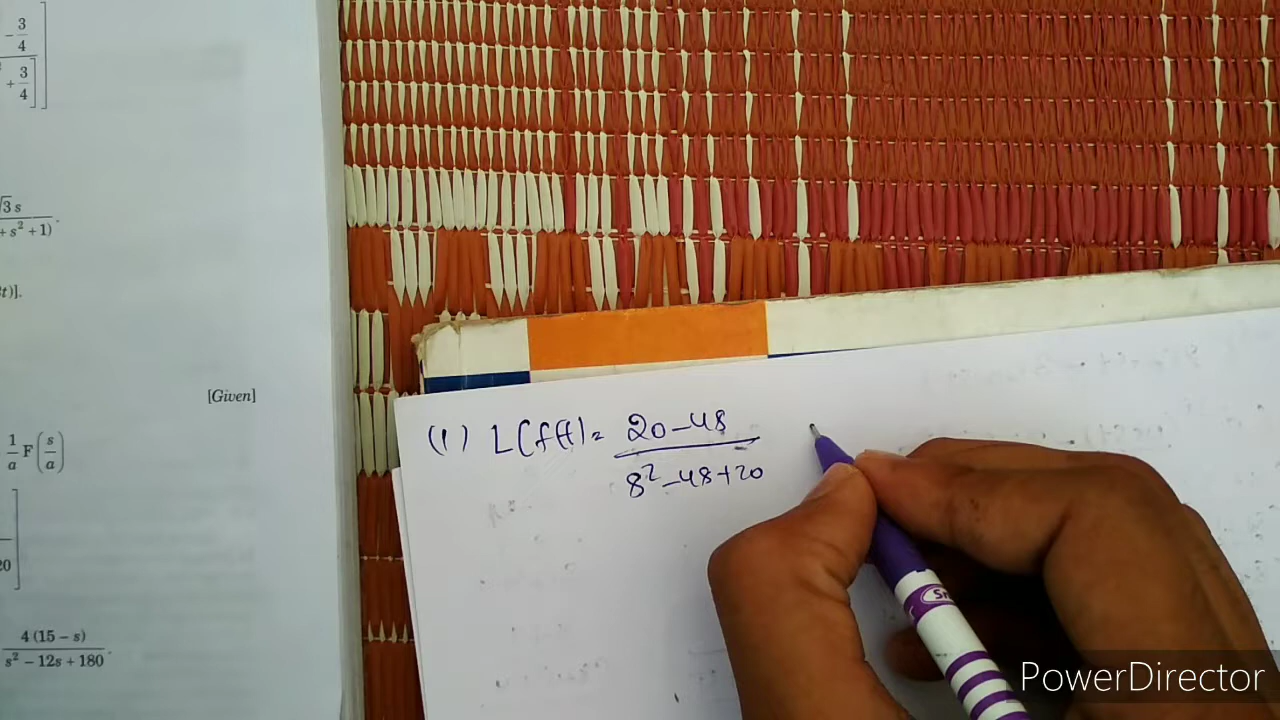 - 3/4
+ 3/4
√3 s
+ s² + 1)
t)].
[Given]
1/a F(s/a)
20
4 (15 – s)
s² – 12s + 180
(1) L(f(t)) = 20-4s
s²-4s+20
PowerDirector